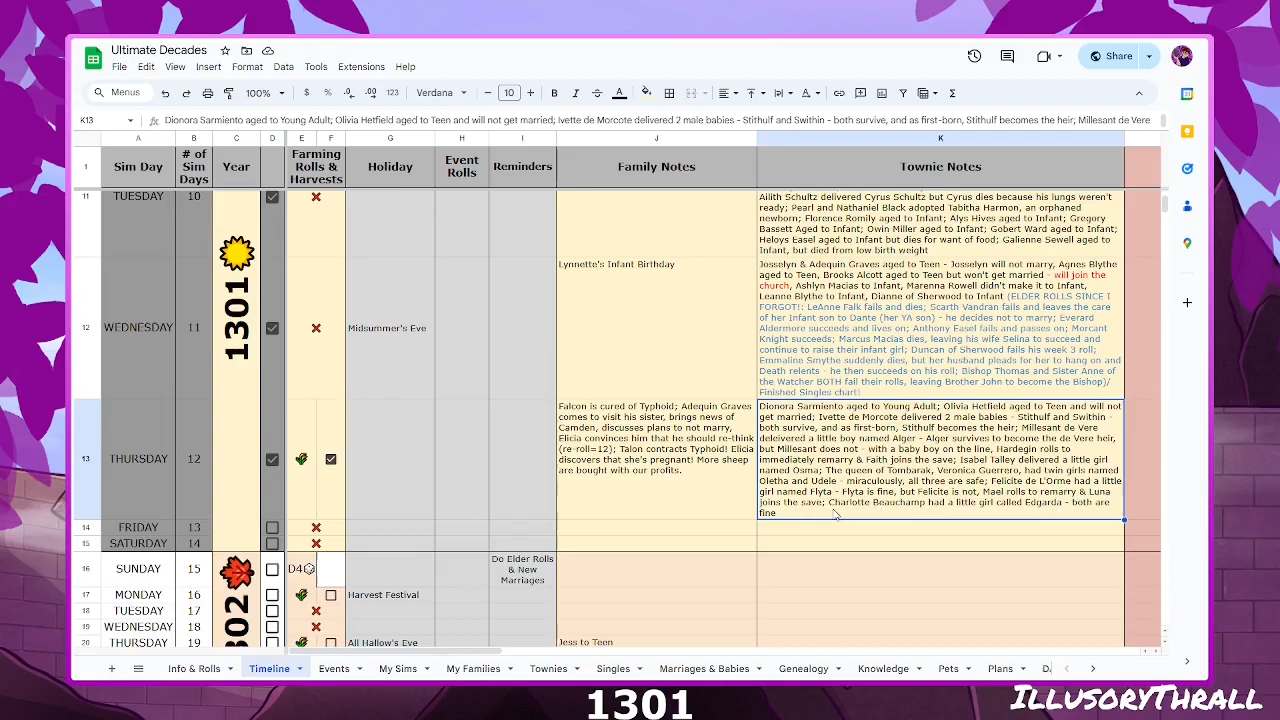 Ultimate Decades
File Edit View Insert Format Data Tools Extensions Help
Share
Menus
100%
$ % .0 .00 123
Verdana
10
B I A
K13
Dionora Sarmiento aged to Young Adult; Olivia Hetfield aged to Teen and will not get married; Ivette de Morcote delivered 2 male babies - Stithulf and Swithin - both survive, and as first-born, Stithulf becomes the heir; Millesant de Vere
A B C D E F G H I J K
1 Sim Day
# of Sim Days
Year
Farming Rolls & Harvests
Holiday
Event Rolls
Reminders
Family Notes
Townie Notes
11 TUESDAY 10
Ailith Schultz delivered Cyrus Schultz but Cyrus dies because his lungs weren't
ready; Pearl and Nathaniel Black adopted Tabitha Harmon, an orphaned
newborn; Florence Romily aged to Infant; Alys Hives aged to Infant; Gregory
Bassett Aged to Infant; Owin Miller aged to Infant; Gobert Ward aged to Infant;
Heloys Easel aged to Infant but dies for want of food; Galienne Sewell aged to
Infant, but died from low birth weight
1301
12 WEDNESDAY 11
Midsummer's Eve
Lynnette's Infant Birthday
Josselyn & Adequin Graves aged to Teen - Josselyn will not marry, Agnes Blythe
aged to Teen, Brooks Alcott aged to Teen but won't get married - will join the
church, Ashlyn Macias to Infant, Marenna Rowell didn't make it to Infant,
Leanne Blythe to Infant, Dianne of Sherwood to Infant (ELDER ROLLS SINCE I
FORGOT!: LeAnne Falk fails and dies; Scarth Vandran fails and leaves the care
of her Infant son to Dante (her YA son) - he decides not to marry; Everard
Aldermore succeeds and lives on; Anthony Easel fails and passes on; Morcant
Knight succeeds; Marcus Macias dies, leaving his wife Selina to succeed and
continue to raise their infant girl; Duncan of Sherwood fails his week 3 roll;
Emmaline Smythe suddenly dies, but her husband pleads for her to hang on and
Death relents - he then succeeds on his roll; Bishop Thomas and Sister Anne of
the Watcher BOTH fail their rolls, leaving Brother John to become the Bishop)/
Finished Singles chart!
13 THURSDAY 12
Falcon is cured of Typhoid; Adequin Graves
comes to visit his sister, brings news of
Camden, discusses plans to not marry,
Elicia convinces him that he should re-think
(re-roll=12); Talon contracts Typhoid! Elicia
discovers that she's pregnant! More sheep
are bought with our profits.
Dionora Sarmiento aged to Young Adult; Olivia Hetfield aged to Teen and will not
get married; Ivette de Morcote delivered 2 male babies - Stithulf and Swithin -
both survive, and as first-born, Stithulf becomes the heir; Millesant de Vere
deleivered a little boy named Alger - Alger survives to become the de Vere heir,
but Millesant does not - with a baby boy on the line, Hardegin rolls to
immediately remarry & Faith joins the save; Isabel Talley delivered a little girl
named Osma; The queen of Tombarak, Veronica Guerrero, had twin girls named
Oletha and Udele - miraculously, all three are safe; Felicite de L'Orme had a little
girl named Flyta - Flyta is fine, but Felicite is not, Mael rolls to remarry & Luna
joins the save; Charlotte Beauchamp had a little girl called Edgarda - both are
fine
14 FRIDAY 13
15 SATURDAY 14
16 SUNDAY 15
D4
Do Elder Rolls
& New
Marriages
17 MONDAY 16
Harvest Festival
18 TUESDAY 17
19 WEDNESDAY 18
302
20 THURSDAY 19
All Hallow's Eve
Jess to Teen
Info & Rolls Timeline Events My Sims My Families Townies Singles Marriages & Babies Genealogy Knowledge Pets Plans
1301
ILLUSORYTHRALL